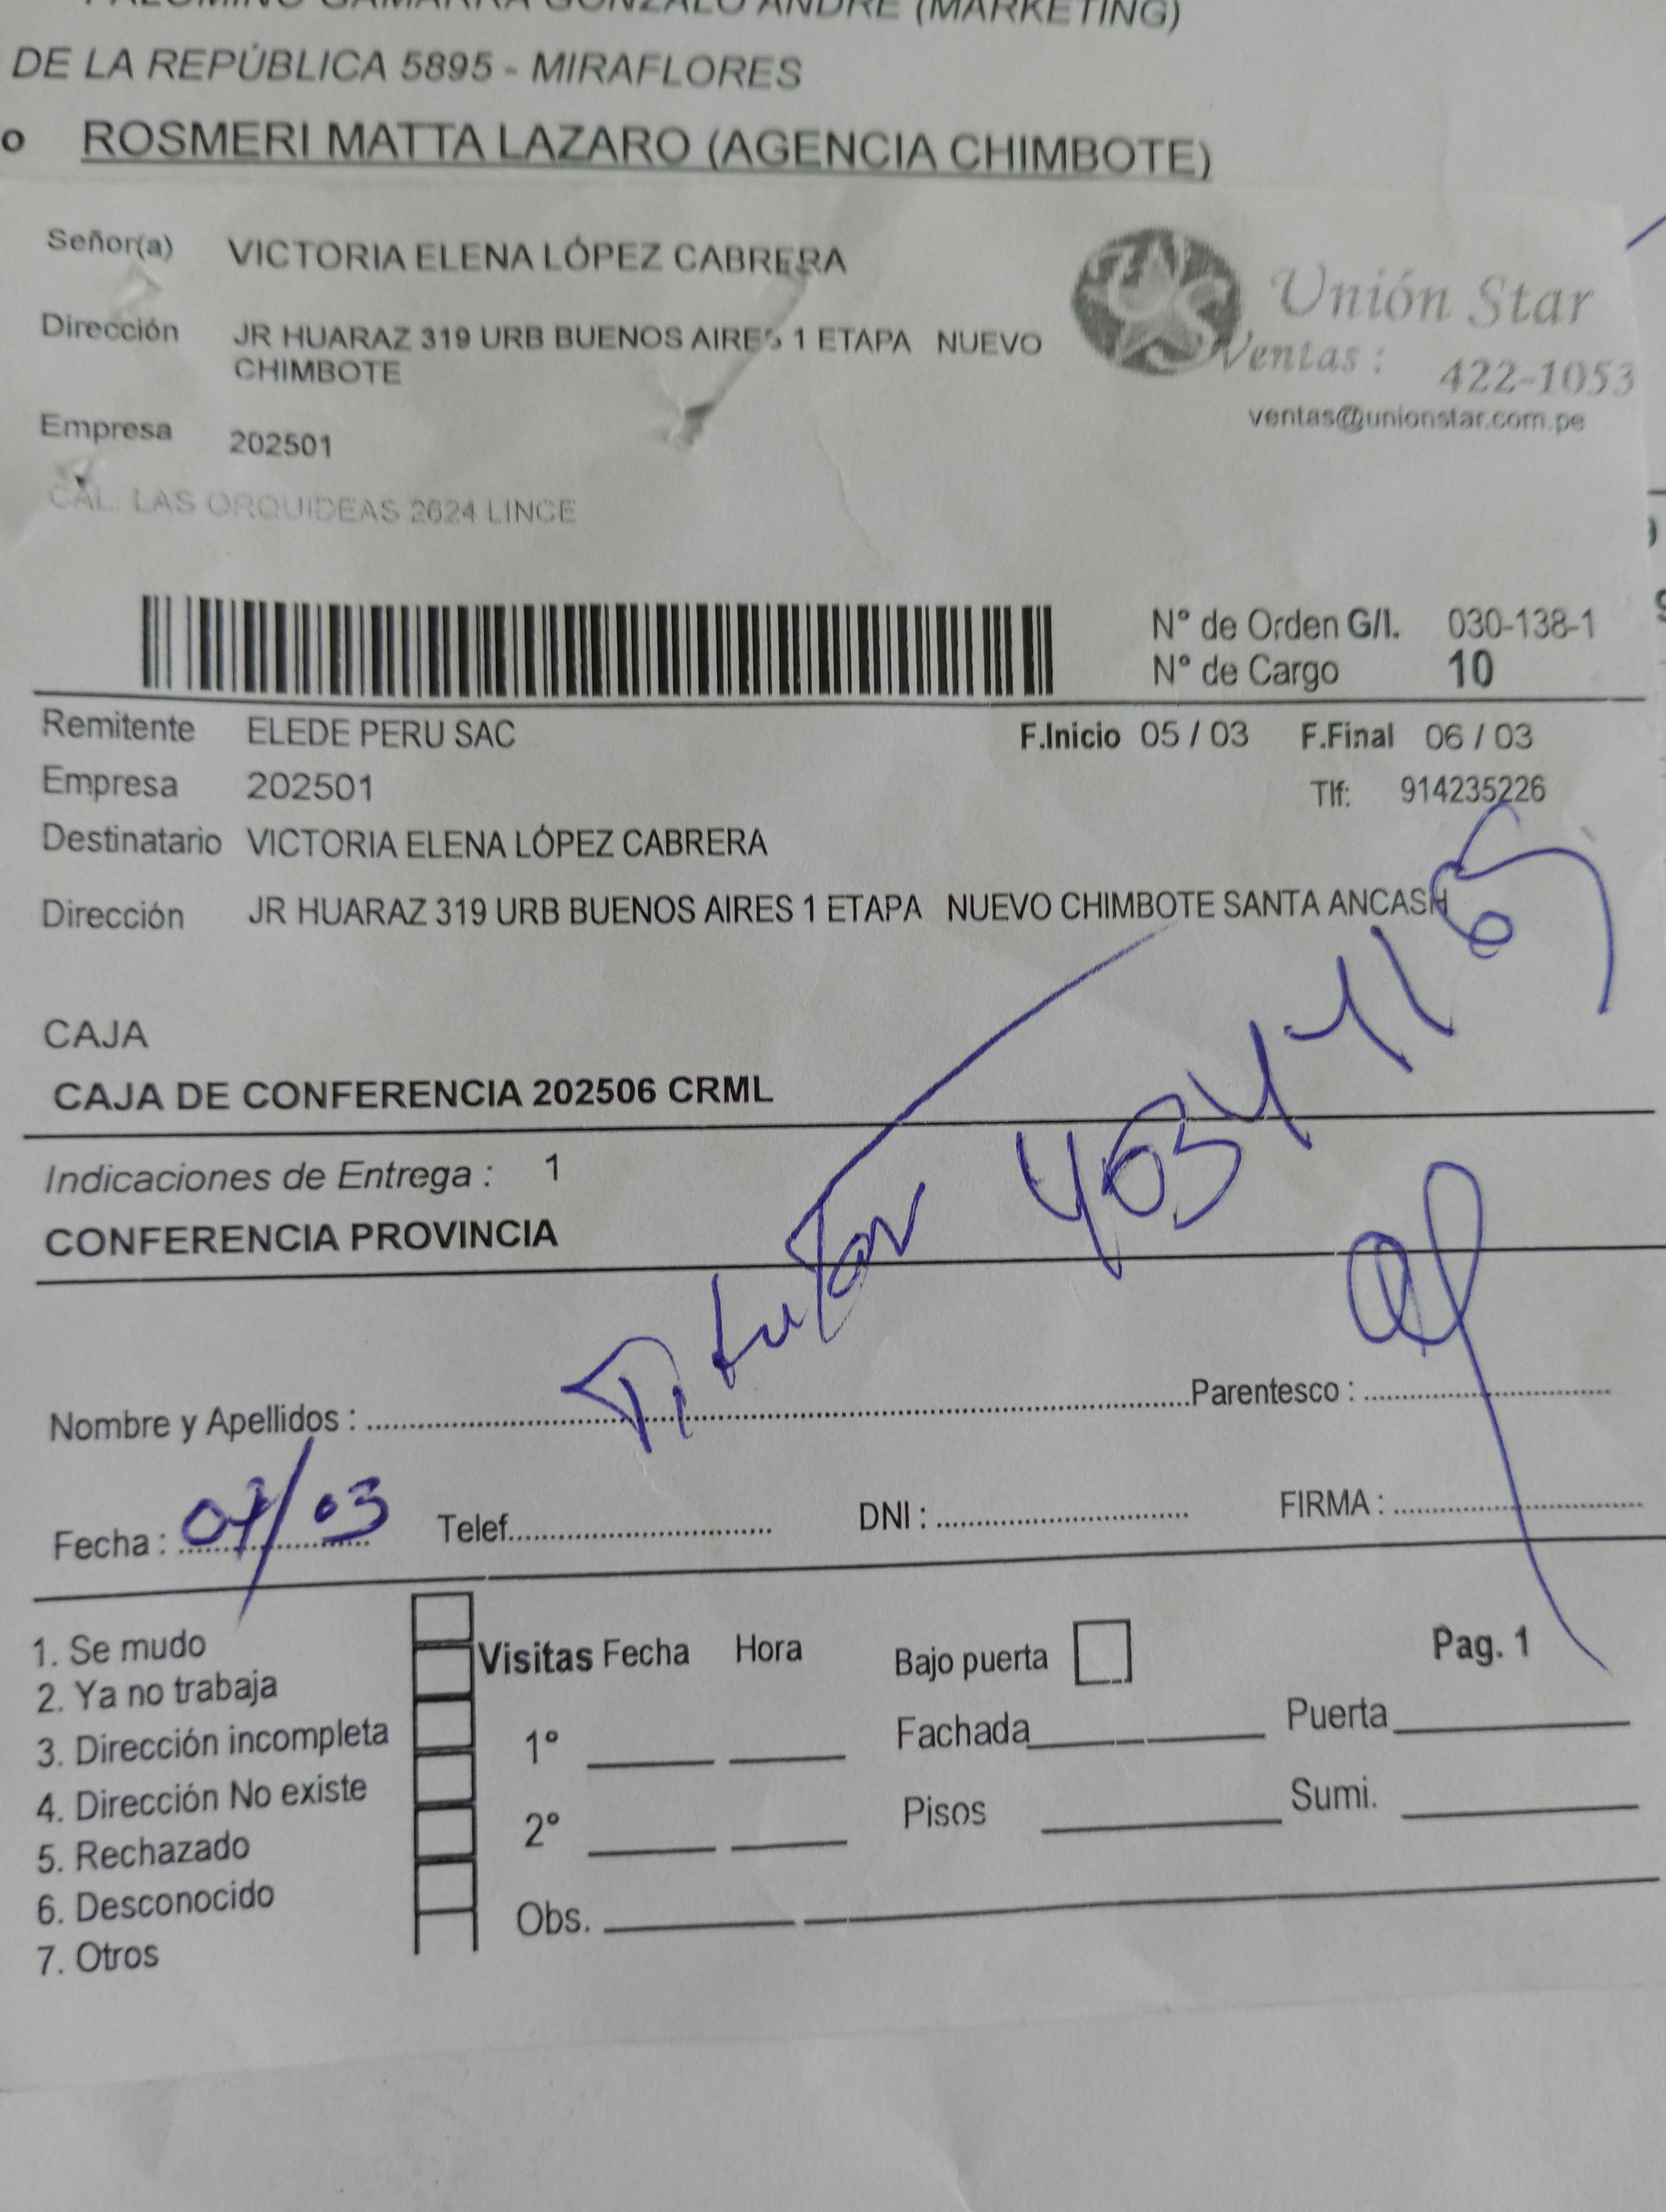 PALOMINO GAMARRA GONZALO ANDRE (MARKETING)
DE LA REPÚBLICA 5895 - MIRAFLORES
o ROSMERI MATTA LAZARO (AGENCIA CHIMBOTE)
Señor(a) VICTORIA ELENA LÓPEZ CABRERA
Unión Star
Dirección JR HUARAZ 319 URB BUENOS AIRES 1 ETAPA NUEVO
CHIMBOTE
Ventas : 422-1053
ventas@unionstar.com.pe
Empresa 202501
CAL. LAS ORQUIDEAS 2624 LINCE
N° de Orden G/I. 030-138-1
N° de Cargo 10
Remitente ELEDE PERU SAC F.Inicio 05 / 03 F.Final 06 / 03
Empresa 202501 Tlf: 914235226
Destinatario VICTORIA ELENA LÓPEZ CABRERA
Dirección JR HUARAZ 319 URB BUENOS AIRES 1 ETAPA NUEVO CHIMBOTE SANTA ANCASH
CAJA
CAJA DE CONFERENCIA 202506 CRML
Indicaciones de Entrega : 1
CONFERENCIA PROVINCIA
Titular
Nombre y Apellidos : Parentesco :
Fecha : 07/03 Telef. DNI : FIRMA :
1. Se mudo
2. Ya no trabaja
3. Dirección incompleta
4. Dirección No existe
5. Rechazado
6. Desconocido
7. Otros
Visitas Fecha Hora
1°
2°
Obs.
Bajo puerta
Fachada
Pisos
Pag. 1
Puerta
Sumi.